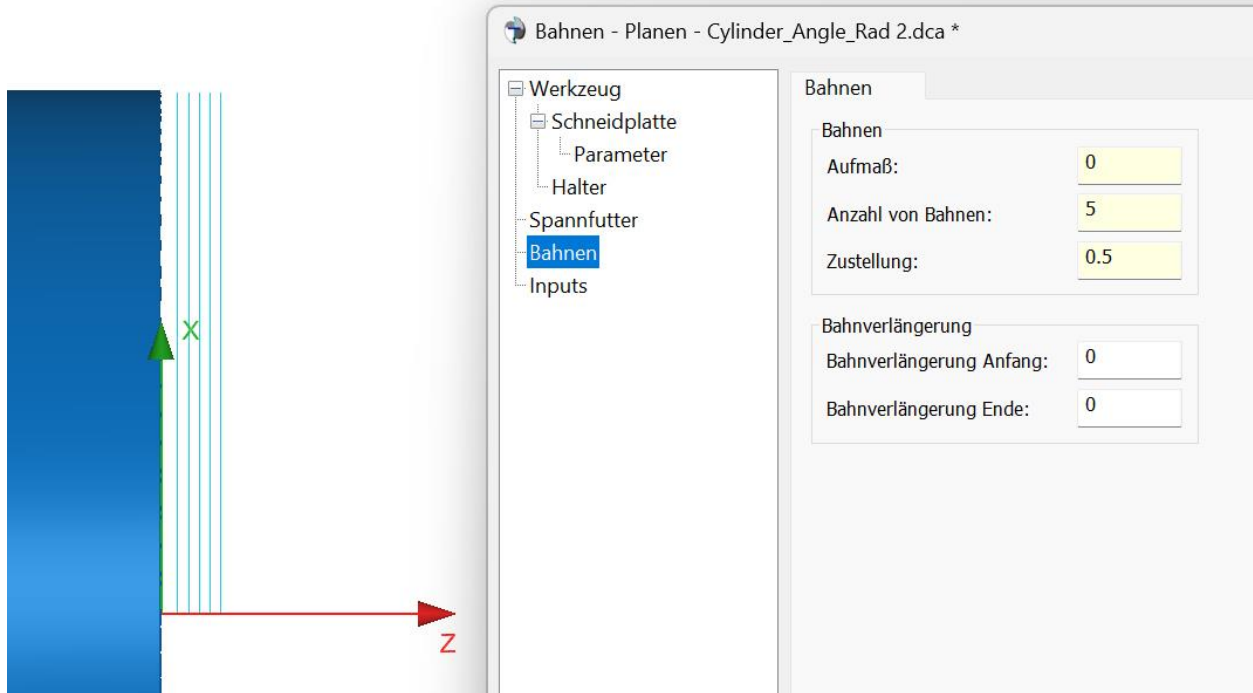 Bahnen - Planen - Cylinder_Angle_Rad 2.dca *
Werkzeug
Schneidplatte
Parameter
Halter
Spannfutter
Bahnen
Inputs
Bahnen
Bahnen
Aufmaß: 0
Anzahl von Bahnen: 5
Zustellung: 0.5
Bahnverlängerung
Bahnverlängerung Anfang: 0
Bahnverlängerung Ende: 0
X
Z